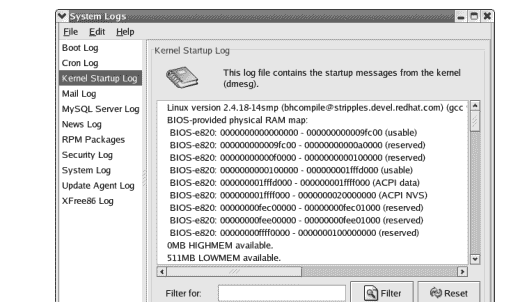 System Logs
File Edit Help
Boot Log
Cron Log
Kernel Startup Log
Mail Log
MySQL Server Log
News Log
RPM Packages
Security Log
System Log
Update Agent Log
XFree86 Log
Kernel Startup Log
This log file contains the startup messages from the kernel
(dmesg).
Linux version 2.4.18-14smp (bhcompile@stripples.devel.redhat.com) (gcc
BIOS-provided physical RAM map:
BIOS-e820: 0000000000000000 - 000000000009fc00 (usable)
BIOS-e820: 000000000009fc00 - 00000000000a0000 (reserved)
BIOS-e820: 00000000000f0000 - 0000000000100000 (reserved)
BIOS-e820: 0000000000100000 - 000000001fffd000 (usable)
BIOS-e820: 000000001fffd000 - 000000001ffff000 (ACPI data)
BIOS-e820: 000000001ffff000 - 0000000020000000 (ACPI NVS)
BIOS-e820: 00000000fec00000 - 00000000fec01000 (reserved)
BIOS-e820: 00000000fee00000 - 00000000fee01000 (reserved)
BIOS-e820: 00000000ffff0000 - 0000000100000000 (reserved)
0MB HIGHMEM available.
511MB LOWMEM available.
Filter for:
Filter
Reset